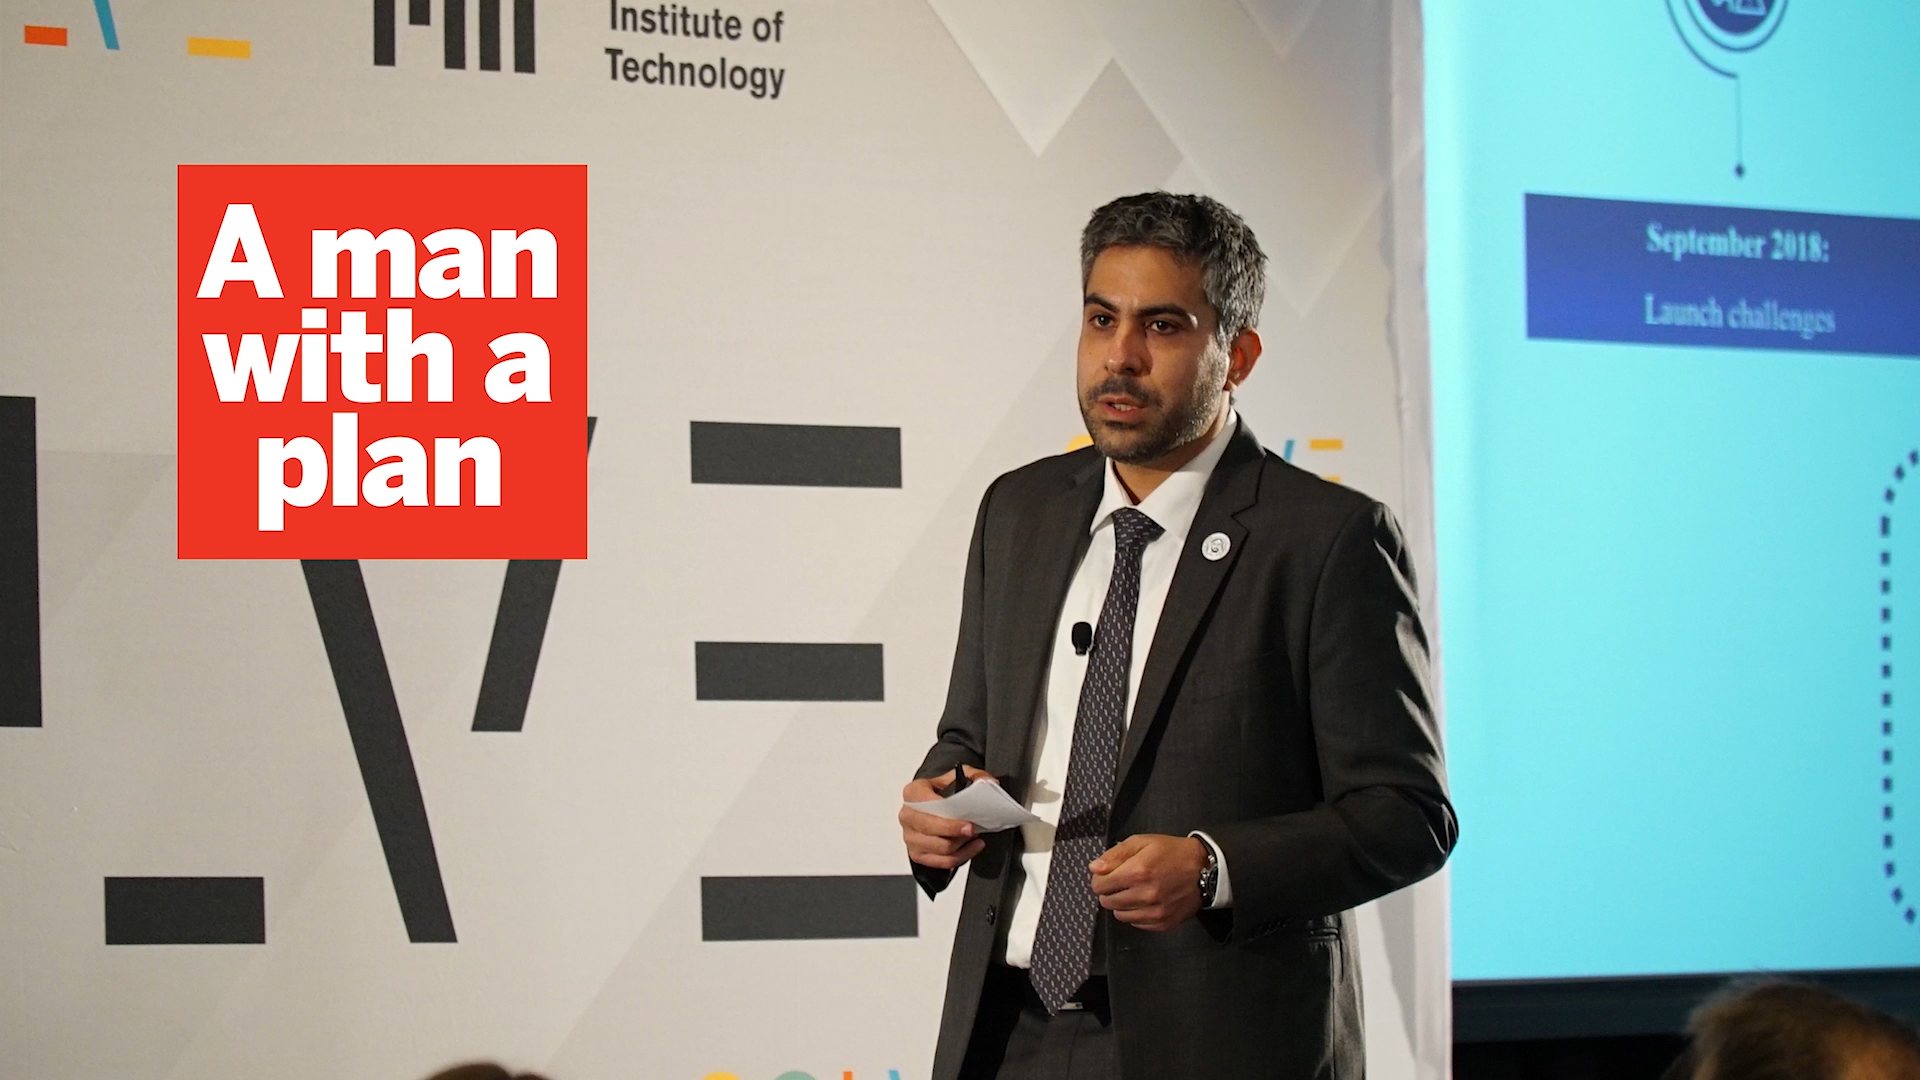 Institute of
Technology
A man
with a
plan
September 2018:
Launch challenges